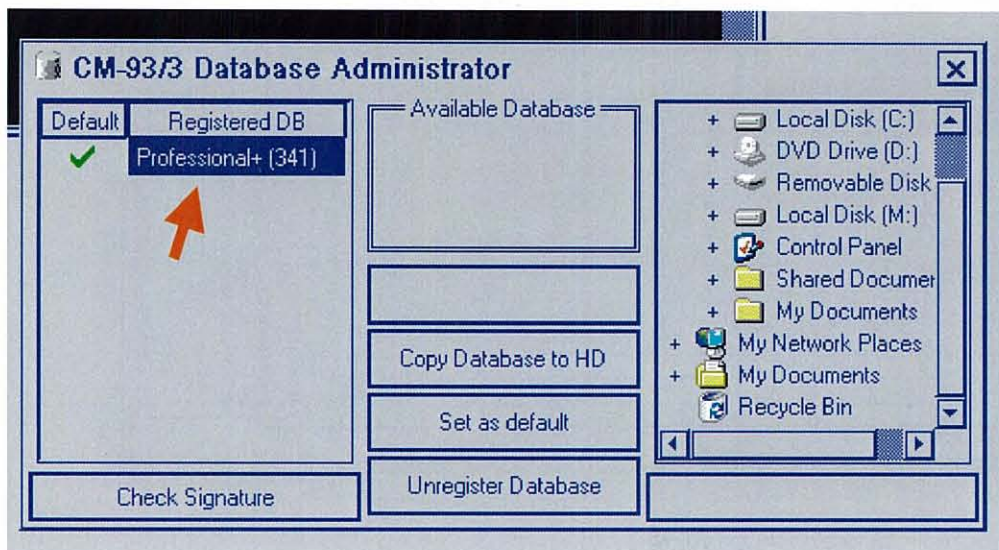 CM-93/3 Database Administrator
Default
Registered DB
Professional+ (341)
Check Signature
Available Database
Copy Database to HD
Set as default
Unregister Database
Local Disk (C:)
DVD Drive (D:)
Removable Disk
Local Disk (M:)
Control Panel
Shared Documer
My Documents
My Network Places
My Documents
Recycle Bin